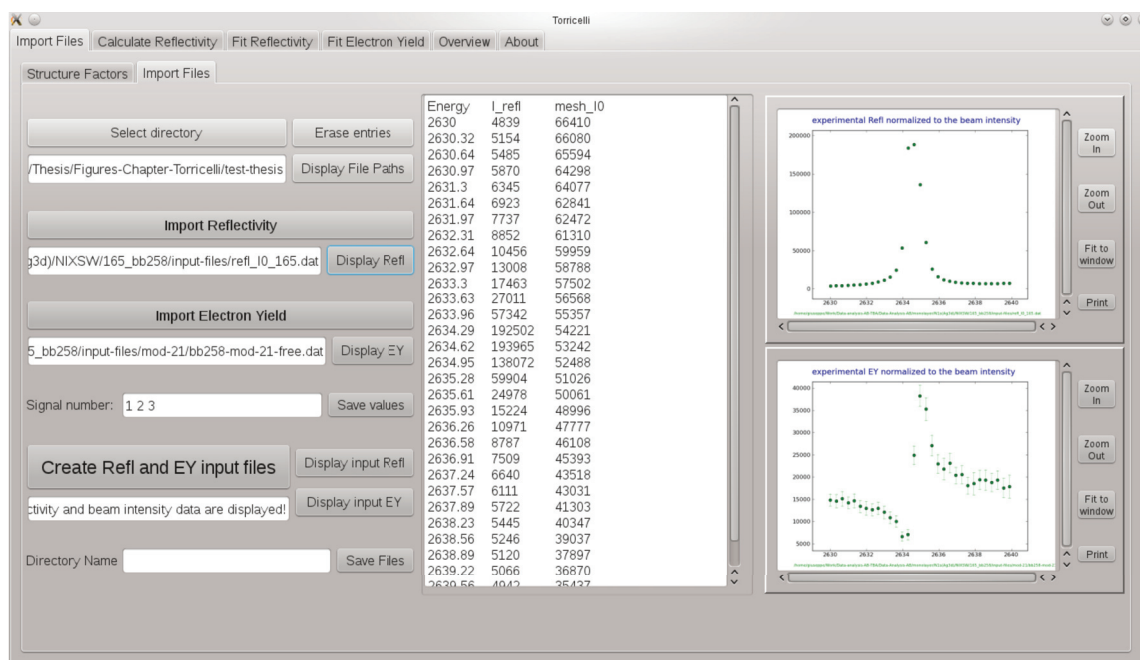 Torricelli
Import Files Calculate Reflectivity Fit Reflectivity Fit Electron Yield Overview About
Structure Factors Import Files
Select directory Erase entries
/Thesis/Figures-Chapter-Torricelli/test-thesis Display File Paths
Import Reflectivity
g3d)/NIXSW/165_bb258/input-files/refl_I0_165.dat Display Refl
Import Electron Yield
5_bb258/input-files/mod-21/bb258-mod-21-free.dat Display EY
Signal number: 1 2 3 Save values
Create Refl and EY input files Display input Refl
ctivity and beam intensity data are displayed! Display input EY
Directory Name Save Files
Energy I_refl mesh_I0
2630 4839 66410
2630.32 5154 66080
2630.64 5485 65594
2630.97 5870 64298
2631.3 6345 64077
2631.64 6923 62841
2631.97 7737 62472
2632.31 8852 61310
2632.64 10456 59959
2632.97 13008 58788
2633.3 17463 57502
2633.63 27011 56568
2633.96 57342 55357
2634.29 192502 54221
2634.62 193965 53242
2634.95 138072 52488
2635.28 59904 51026
2635.61 24978 50061
2635.93 15224 48996
2636.26 10971 47777
2636.58 8787 46108
2636.91 7509 45393
2637.24 6640 43518
2637.57 6111 43031
2637.89 5722 41303
2638.23 5445 40347
2638.56 5246 39037
2638.89 5120 37897
2639.22 5066 36870
2639.56 4942 35437
experimental Refl normalized to the beam intensity
200000
150000
100000
50000
0
2630 2632 2634 2636 2638 2640
Zoom
In
Zoom
Out
Fit to
window
Print
experimental EY normalized to the beam intensity
40000
35000
30000
25000
20000
15000
10000
5000
2630 2632 2634 2636 2638 2640
Zoom
In
Zoom
Out
Fit to
window
Print